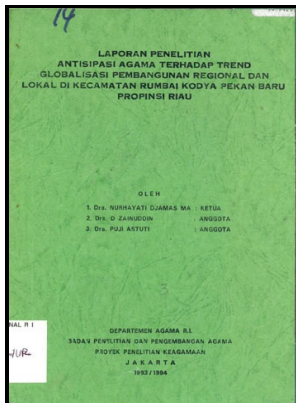 14
LAPORAN PENELITIAN
ANTISIPASI AGAMA TERHADAP TREND
GLOBALISASI PEMBANGUNAN REGIONAL DAN
LOKAL DI KECAMATAN RUMBAI KODYA PEKAN BARU
PROPINSI RIAU
OLEH
1. Dra. NURHAYATI DJAMAS MA : KETUA
2. Drs. O ZAINUDDIN : ANGGOTA
3. Dra. PUJI ASTUTI : ANGGOTA
3
NAL R I
DEPARTEMEN AGAMA R.I.
BADAN PENELITIAN DAN PENGEMBANGAN AGAMA
PROYEK PENELITIAN KEAGAMAAN
JAKARTA
1993/1994